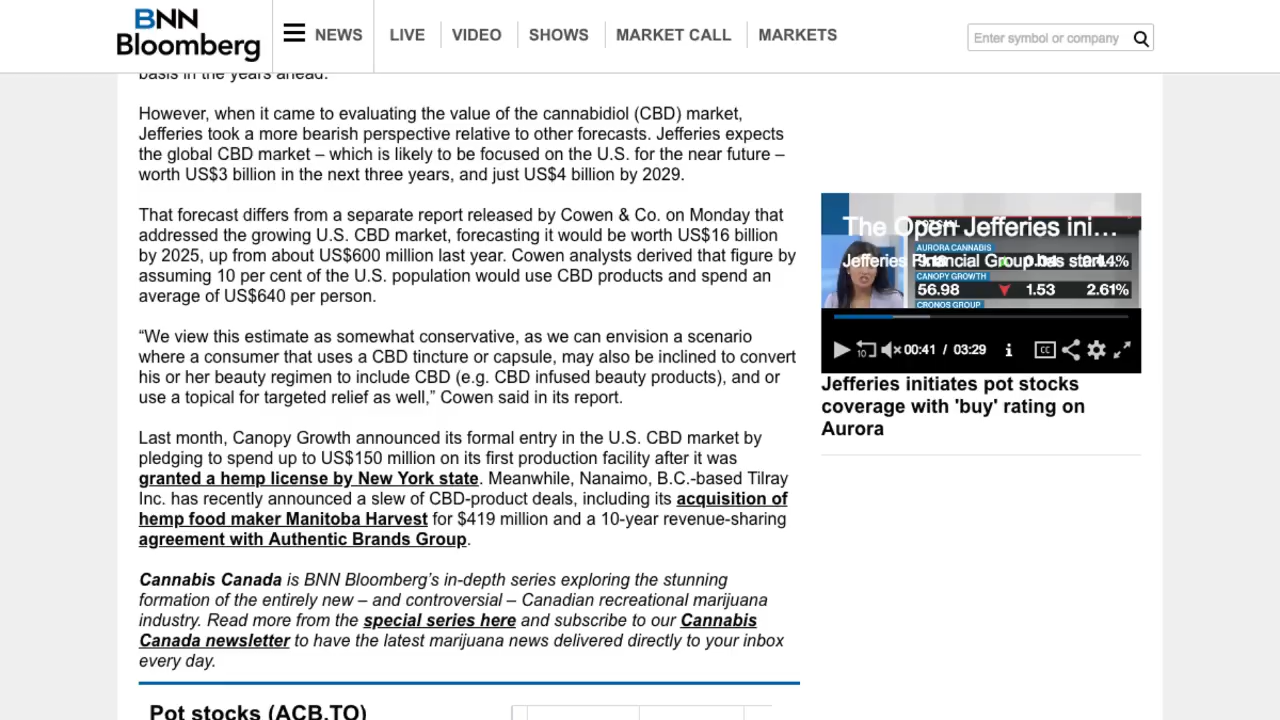 BNN
Bloomberg
NEWS
LIVE
VIDEO
SHOWS
MARKET CALL
MARKETS
Enter symbol or company
basis in the years ahead.
However, when it came to evaluating the value of the cannabidiol (CBD) market,
Jefferies took a more bearish perspective relative to other forecasts. Jefferies expects
the global CBD market – which is likely to be focused on the U.S. for the near future –
worth US$3 billion in the next three years, and just US$4 billion by 2029.
That forecast differs from a separate report released by Cowen & Co. on Monday that
addressed the growing U.S. CBD market, forecasting it would be worth US$16 billion
by 2025, up from about US$600 million last year. Cowen analysts derived that figure by
assuming 10 per cent of the U.S. population would use CBD products and spend an
average of US$640 per person.
“We view this estimate as somewhat conservative, as we can envision a scenario
where a consumer that uses a CBD tincture or capsule, may also be inclined to convert
his or her beauty regimen to include CBD (e.g. CBD infused beauty products), and or
use a topical for targeted relief as well,” Cowen said in its report.
Last month, Canopy Growth announced its formal entry in the U.S. CBD market by
pledging to spend up to US$150 million on its first production facility after it was
granted a hemp license by New York state. Meanwhile, Nanaimo, B.C.-based Tilray
Inc. has recently announced a slew of CBD-product deals, including its acquisition of
hemp food maker Manitoba Harvest for $419 million and a 10-year revenue-sharing
agreement with Authentic Brands Group.
Cannabis Canada is BNN Bloomberg’s in-depth series exploring the stunning
formation of the entirely new – and controversial – Canadian recreational marijuana
industry. Read more from the special series here and subscribe to our Cannabis
Canada newsletter to have the latest marijuana news delivered directly to your inbox
every day.
Pot stocks (ACB.TO)
The Open Jefferies ini...
AURORA CANNABIS
Jefferies Financial Group has start...
CANOPY GROWTH
56.98 1.53 2.61%
CRONOS GROUP
10 00:41 / 03:29 i CC
Jefferies initiates pot stocks
coverage with 'buy' rating on
Aurora